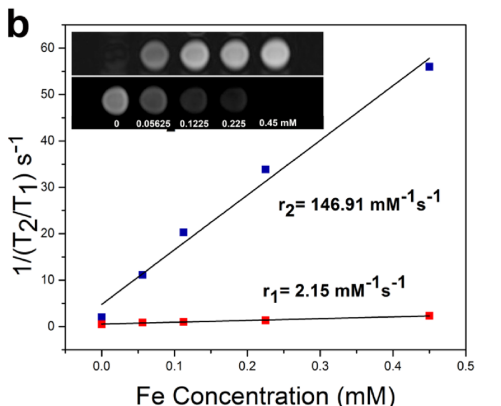 b
0 0.05625 0.1225 0.225 0.45 mM
r2= 146.91 mM-1s-1
r1= 2.15 mM-1s-1
1/(T2/T1) s-1
60
50
40
30
20
10
0
0.0 0.1 0.2 0.3 0.4 0.5
Fe Concentration (mM)